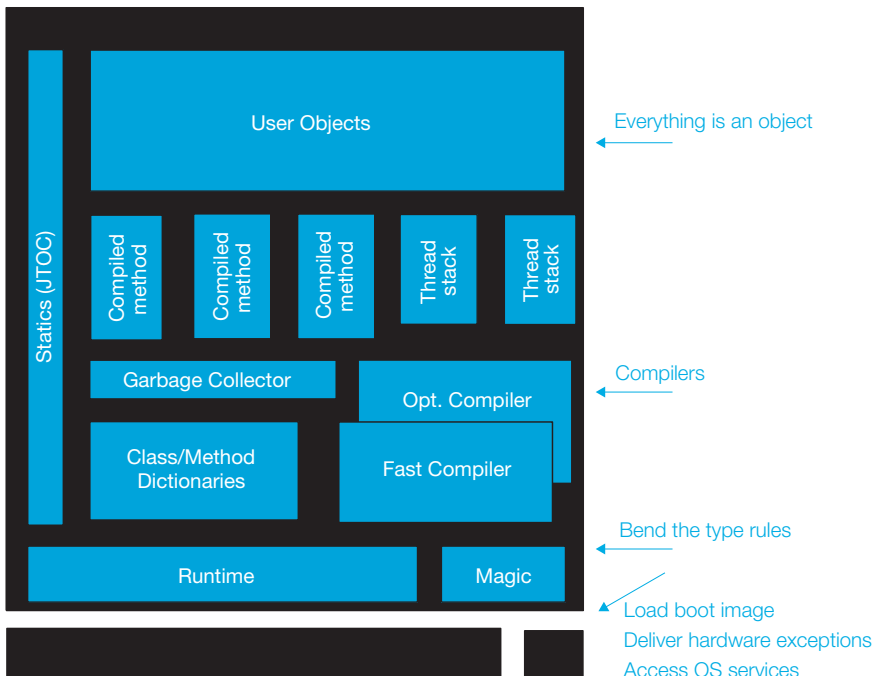 User Objects
Everything is an object
Statics (JTOC)
Compiled
method
Compiled
method
Compiled
method
Thread
stack
Thread
stack
Garbage Collector
Opt. Compiler
Compilers
Class/Method
Dictionaries
Fast Compiler
Bend the type rules
Runtime
Magic
Load boot image
Deliver hardware exceptions
Access OS services